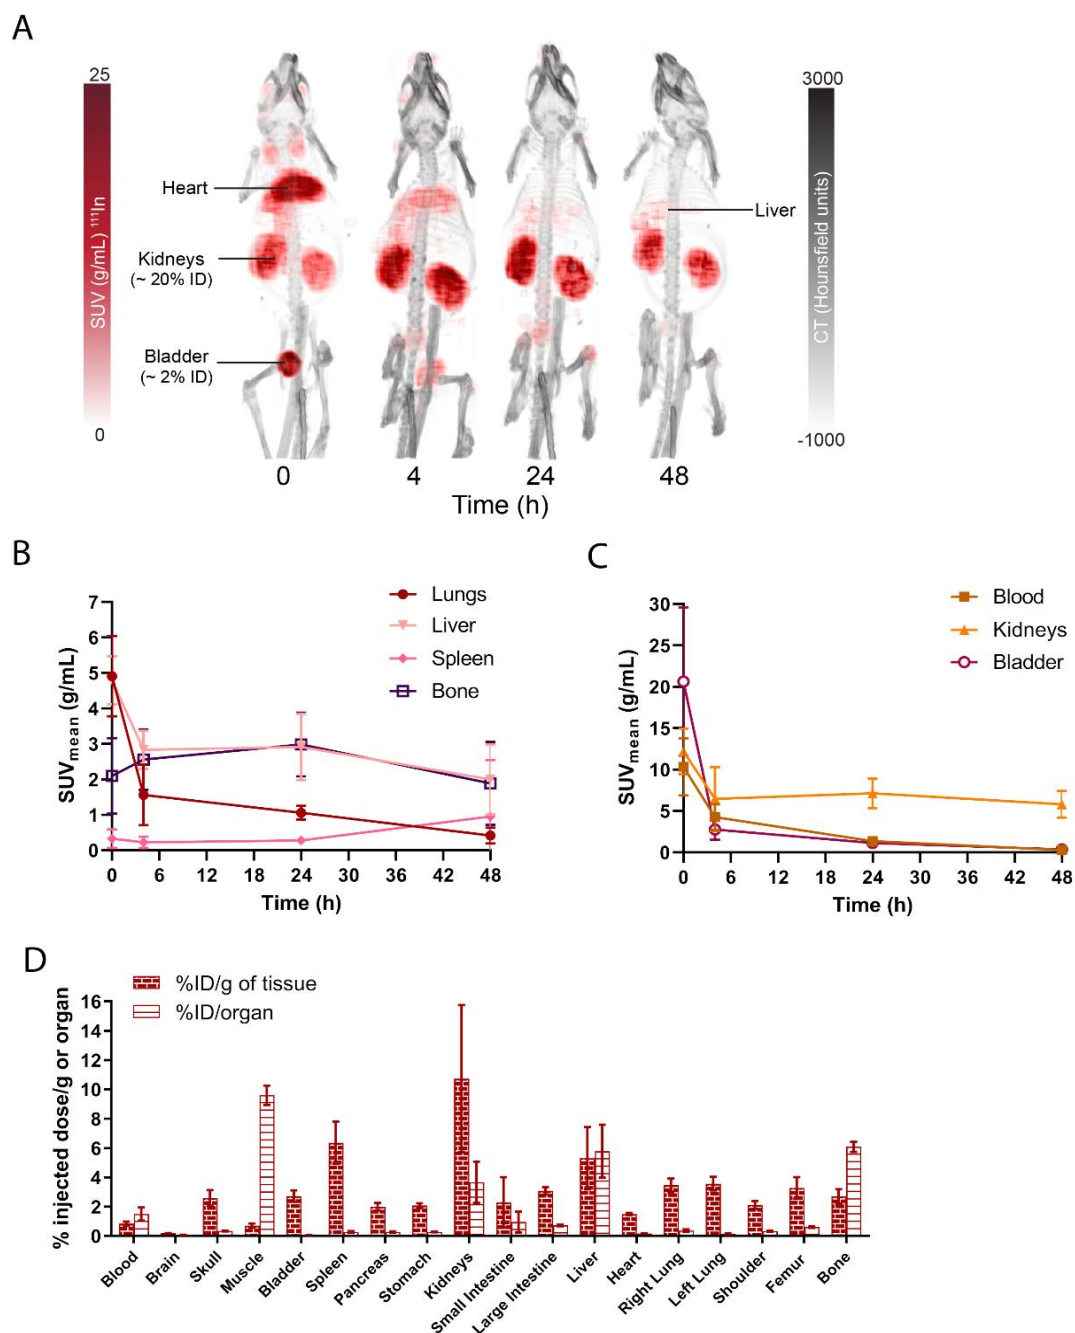 A
25
3000
SUV (g/mL) ¹¹¹In
CT (Hounsfield units)
Heart
Liver
Kidneys
(~ 20% ID)
Bladder
(~ 2% ID)
0
-1000
0 4 24 48
Time (h)
B
Lungs
Liver
Spleen
Bone
7
6
5
4
3
2
1
0
SUVmean (g/mL)
0 6 12 18 24 30 36 42 48
Time (h)
C
Blood
Kidneys
Bladder
30
25
20
15
10
5
0
SUVmean (g/mL)
0 6 12 18 24 30 36 42 48
Time (h)
D
%ID/g of tissue
%ID/organ
16
14
12
10
8
6
4
2
0
% injected dose/g or organ
Blood
Brain
Skull
Muscle
Bladder
Spleen
Pancreas
Stomach
Kidneys
Small Intestine
Large Intestine
Liver
Heart
Right Lung
Left Lung
Shoulder
Femur
Bone